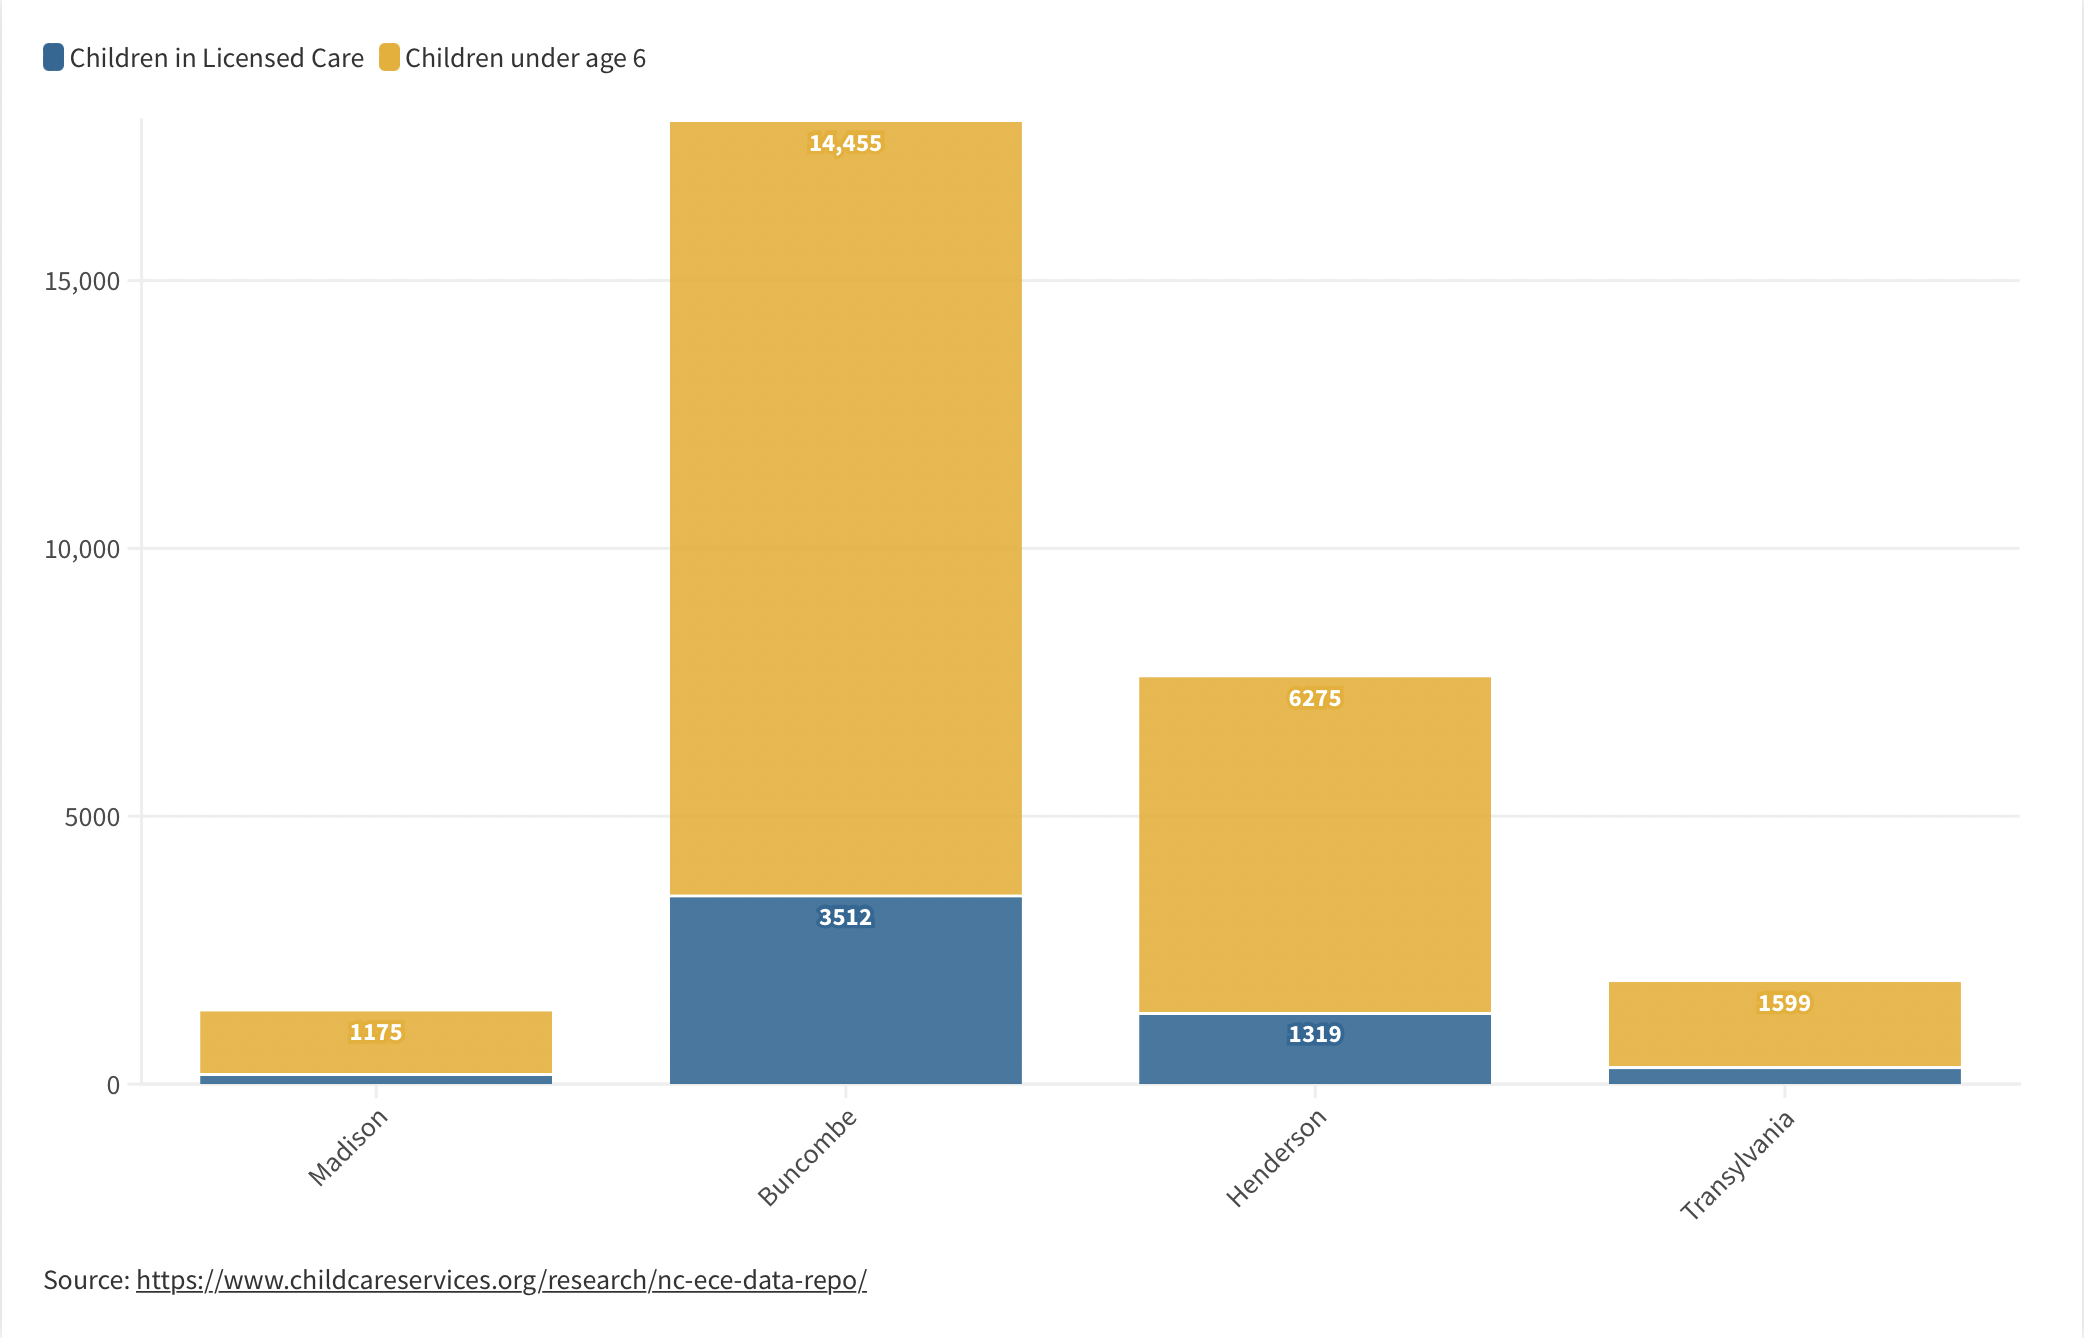 Children in Licensed Care Children under age 6
14,455
15,000
10,000
6275
5000
3512
1599
1175
1319
0
Madison
Buncombe
Henderson
Transylvania
Source: https://www.childcareservices.org/research/nc-ece-data-repo/